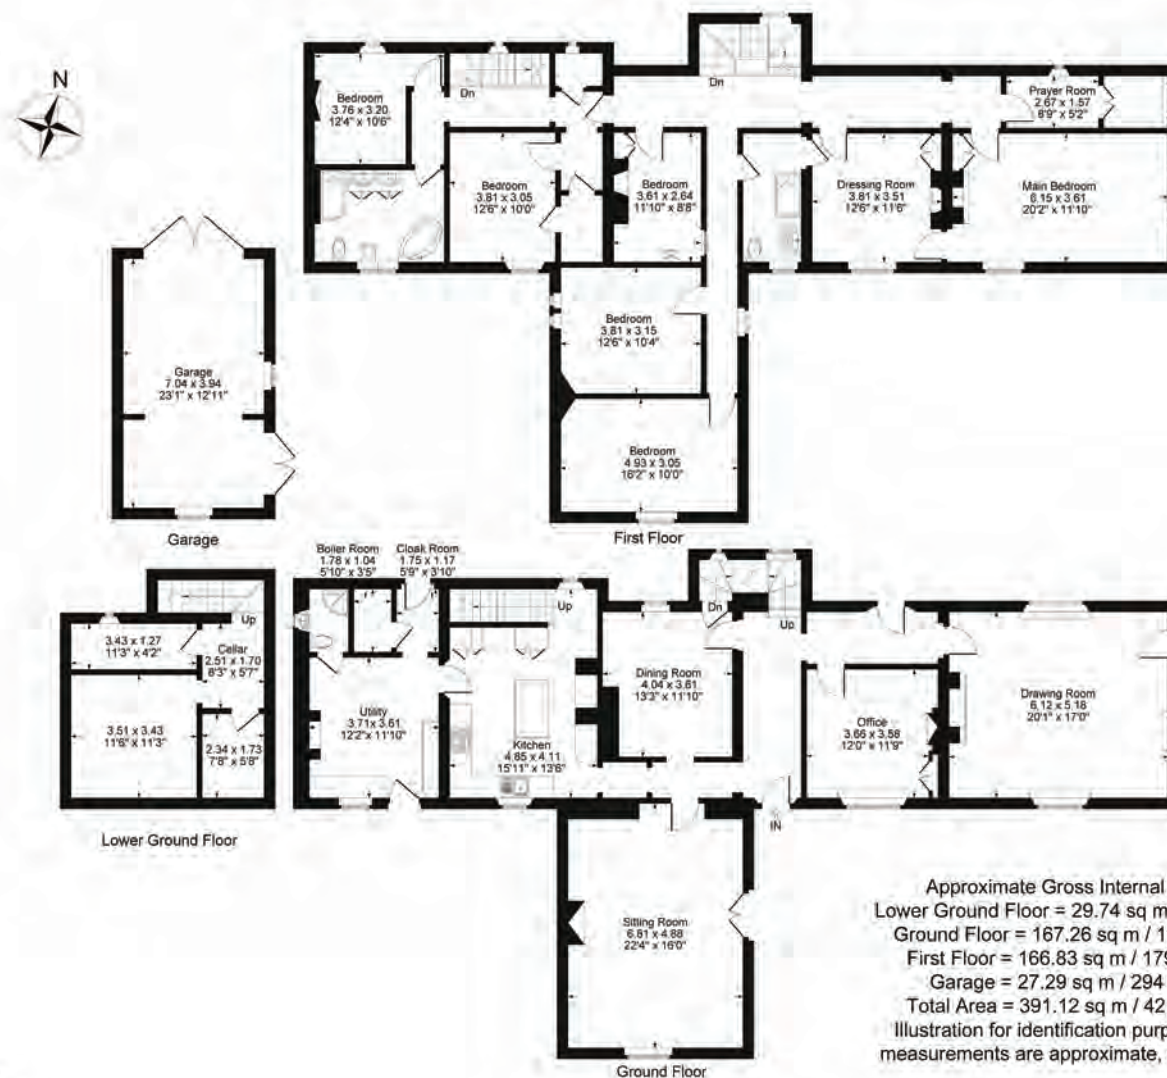 N
Bedroom
3.76 x 3.20
12'4" x 10'6"
Dn
Dn
Prayer Room
2.67 x 1.57
8'9" x 5'2"
Bedroom
3.81 x 3.05
12'6" x 10'0"
Bedroom
3.61 x 2.64
11'10" x 8'8"
Dressing Room
3.81 x 3.51
12'6" x 11'6"
Main Bedroom
6.15 x 3.61
20'2" x 11'10"
Bedroom
3.81 x 3.15
12'6" x 10'4"
Garage
7.04 x 3.94
23'1" x 12'11"
Bedroom
4.93 x 3.05
16'2" x 10'0"
Garage
First Floor
Boiler Room
1.78 x 1.04
5'10" x 3'5"
Cloak Room
1.75 x 1.17
5'9" x 3'10"
Up
3.43 x 1.27
11'3" x 4'2"
Cellar
2.51 x 1.70
8'3" x 5'7"
3.51 x 3.43
11'6" x 11'3"
2.34 x 1.73
7'8" x 5'8"
Lower Ground Floor
Up
Dn
Up
Utility
3.71 x 3.61
12'2" x 11'10"
Kitchen
4.85 x 4.11
15'11" x 13'6"
Dining Room
4.04 x 3.61
13'3" x 11'10"
Office
3.66 x 3.58
12'0" x 11'9"
Drawing Room
6.12 x 5.18
20'1" x 17'0"
IN
Sitting Room
6.81 x 4.88
22'4" x 16'0"
Ground Floor
Approximate Gross Internal
Lower Ground Floor = 29.74 sq m
Ground Floor = 167.26 sq m / 1
First Floor = 166.83 sq m / 179
Garage = 27.29 sq m / 294
Total Area = 391.12 sq m / 42
Illustration for identification purp
measurements are approximate,